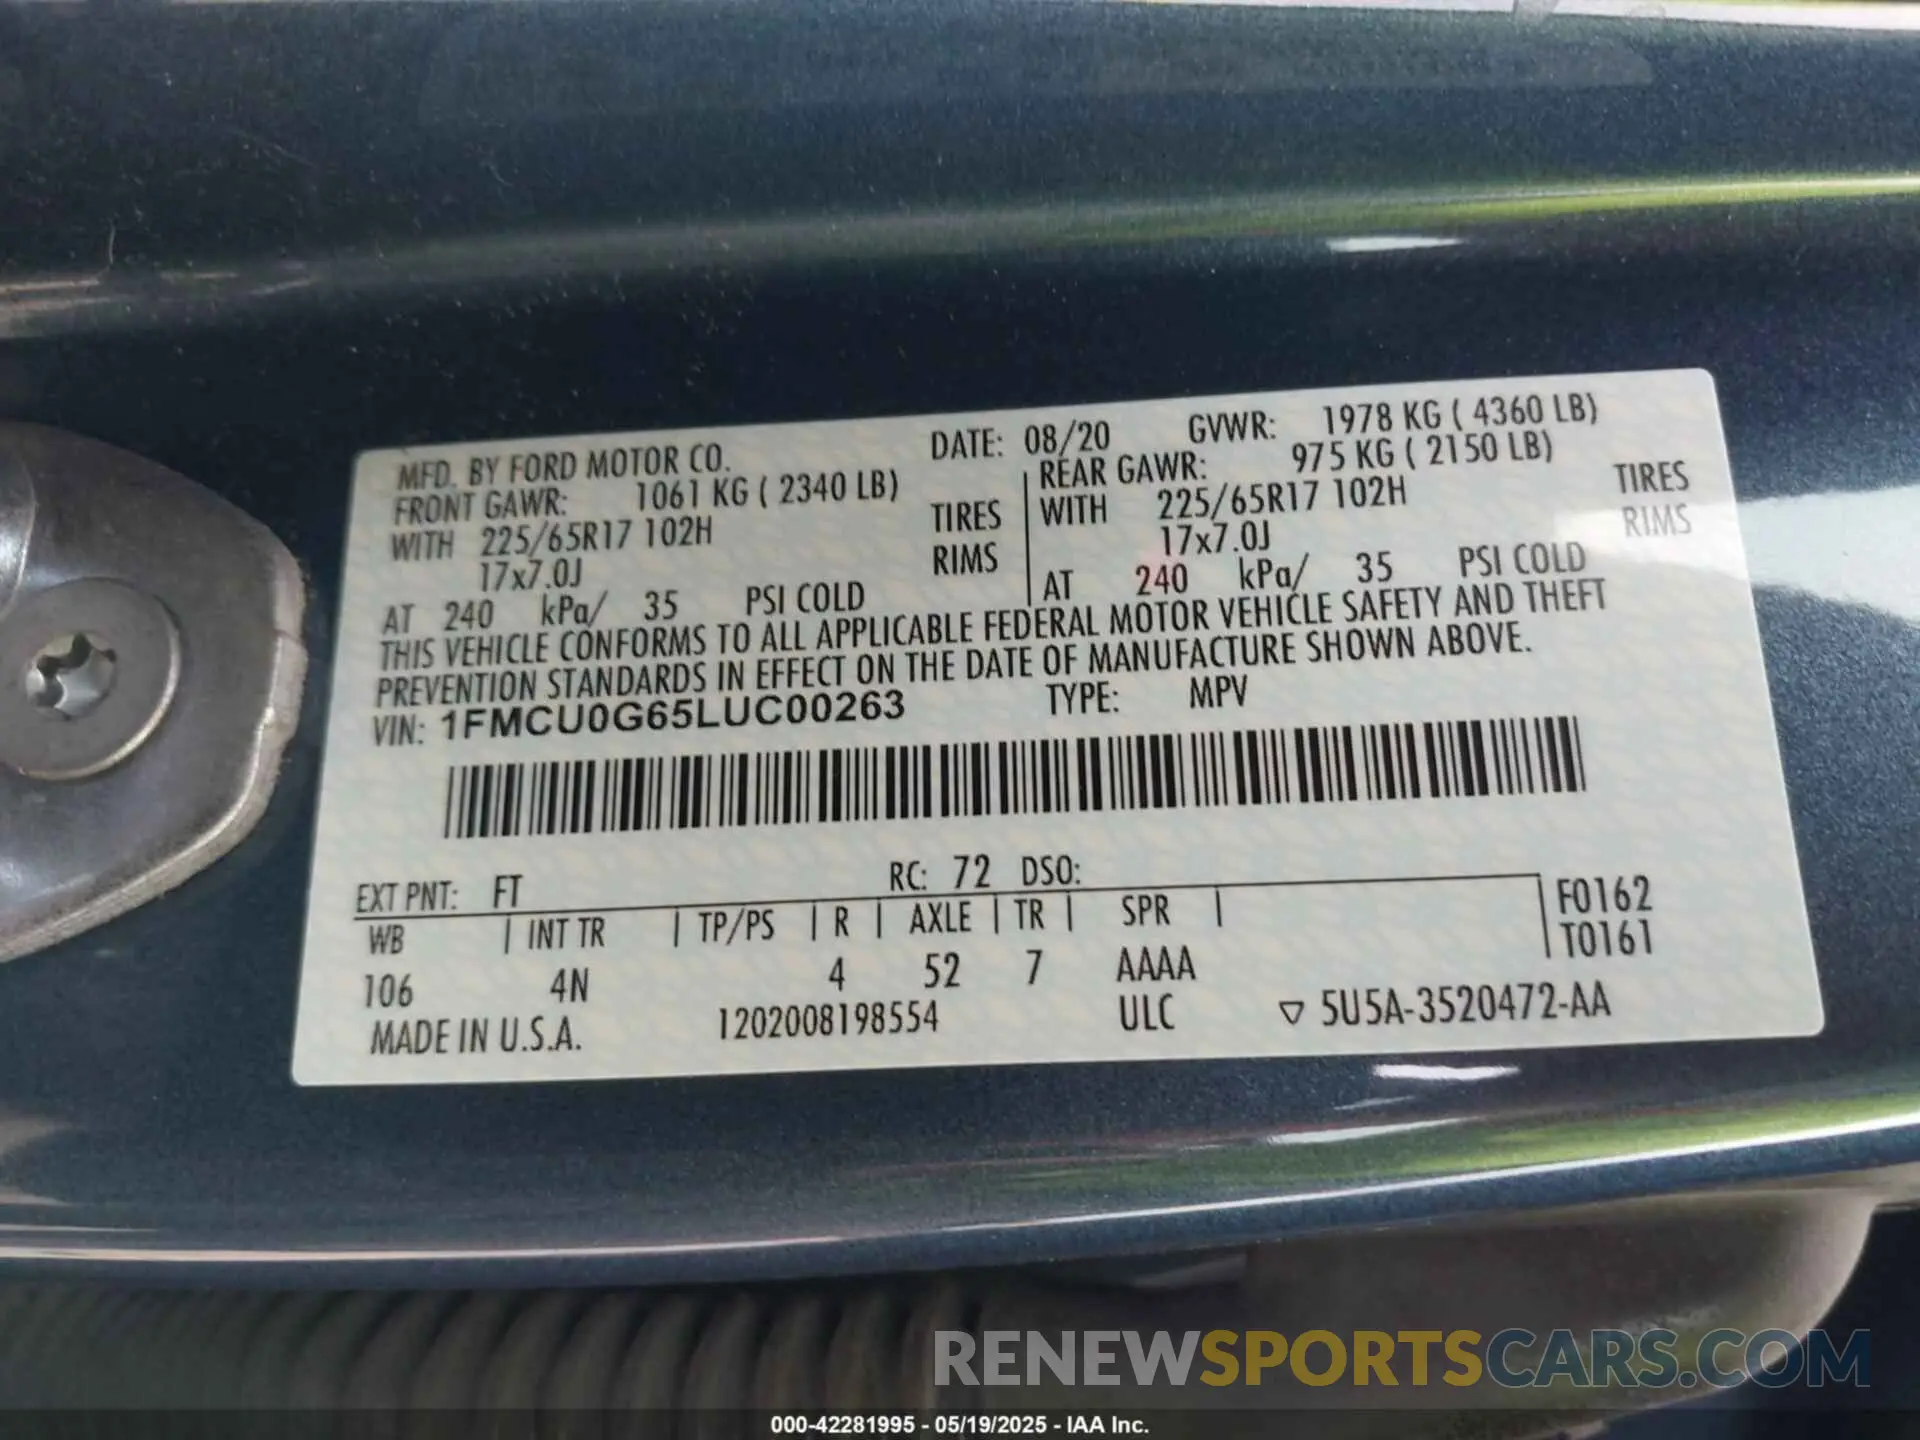 MFD. BY FORD MOTOR CO. DATE: 08/20 GVWR: 1978 KG ( 4360 LB)
FRONT GAWR: 1061 KG ( 2340 LB) REAR GAWR: 975 KG ( 2150 LB)
WITH 225/65R17 102H TIRES WITH 225/65R17 102H TIRES
17x7.0J RIMS 17x7.0J RIMS
AT 240 kPa/ 35 PSI COLD AT 240 kPa/ 35 PSI COLD
THIS VEHICLE CONFORMS TO ALL APPLICABLE FEDERAL MOTOR VEHICLE SAFETY AND THEFT
PREVENTION STANDARDS IN EFFECT ON THE DATE OF MANUFACTURE SHOWN ABOVE.
VIN: 1FMCU0G65LUC00263 TYPE: MPV
EXT PNT: FT RC: 72 DSO:
WB | INT TR | TP/PS | R | AXLE | TR | SPR | F0162
T0161
106 4N 4 52 7 AAAA
MADE IN U.S.A. 1202008198554 ULC ▽ 5U5A-3520472-AA
RENEWSPORTSCARS.COM
000-42281995 - 05/19/2025 - IAA Inc.